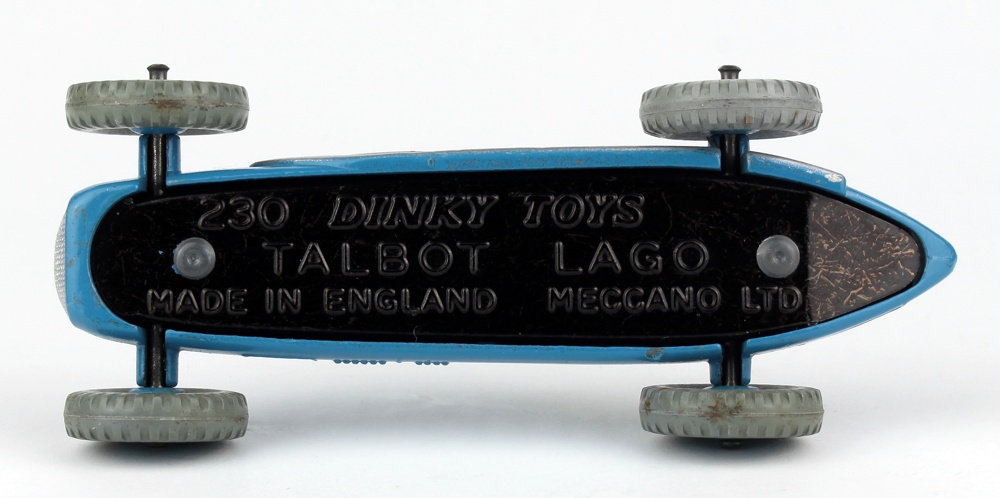 230 DINKY TOYS
TALBOT LAGO
MADE IN ENGLAND MECCANO LTD